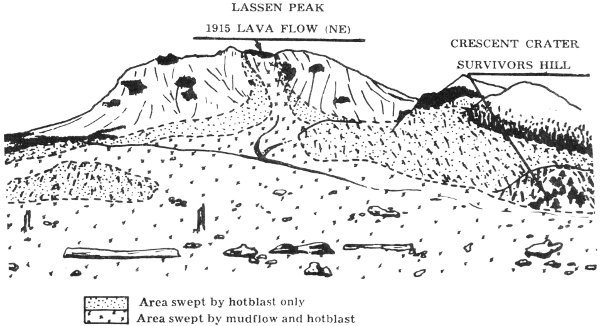 LASSEN PEAK
1915 LAVA FLOW (NE)
CRESCENT CRATER
SURVIVORS HILL
Area swept by hotblast only
Area swept by mudflow and hotblast